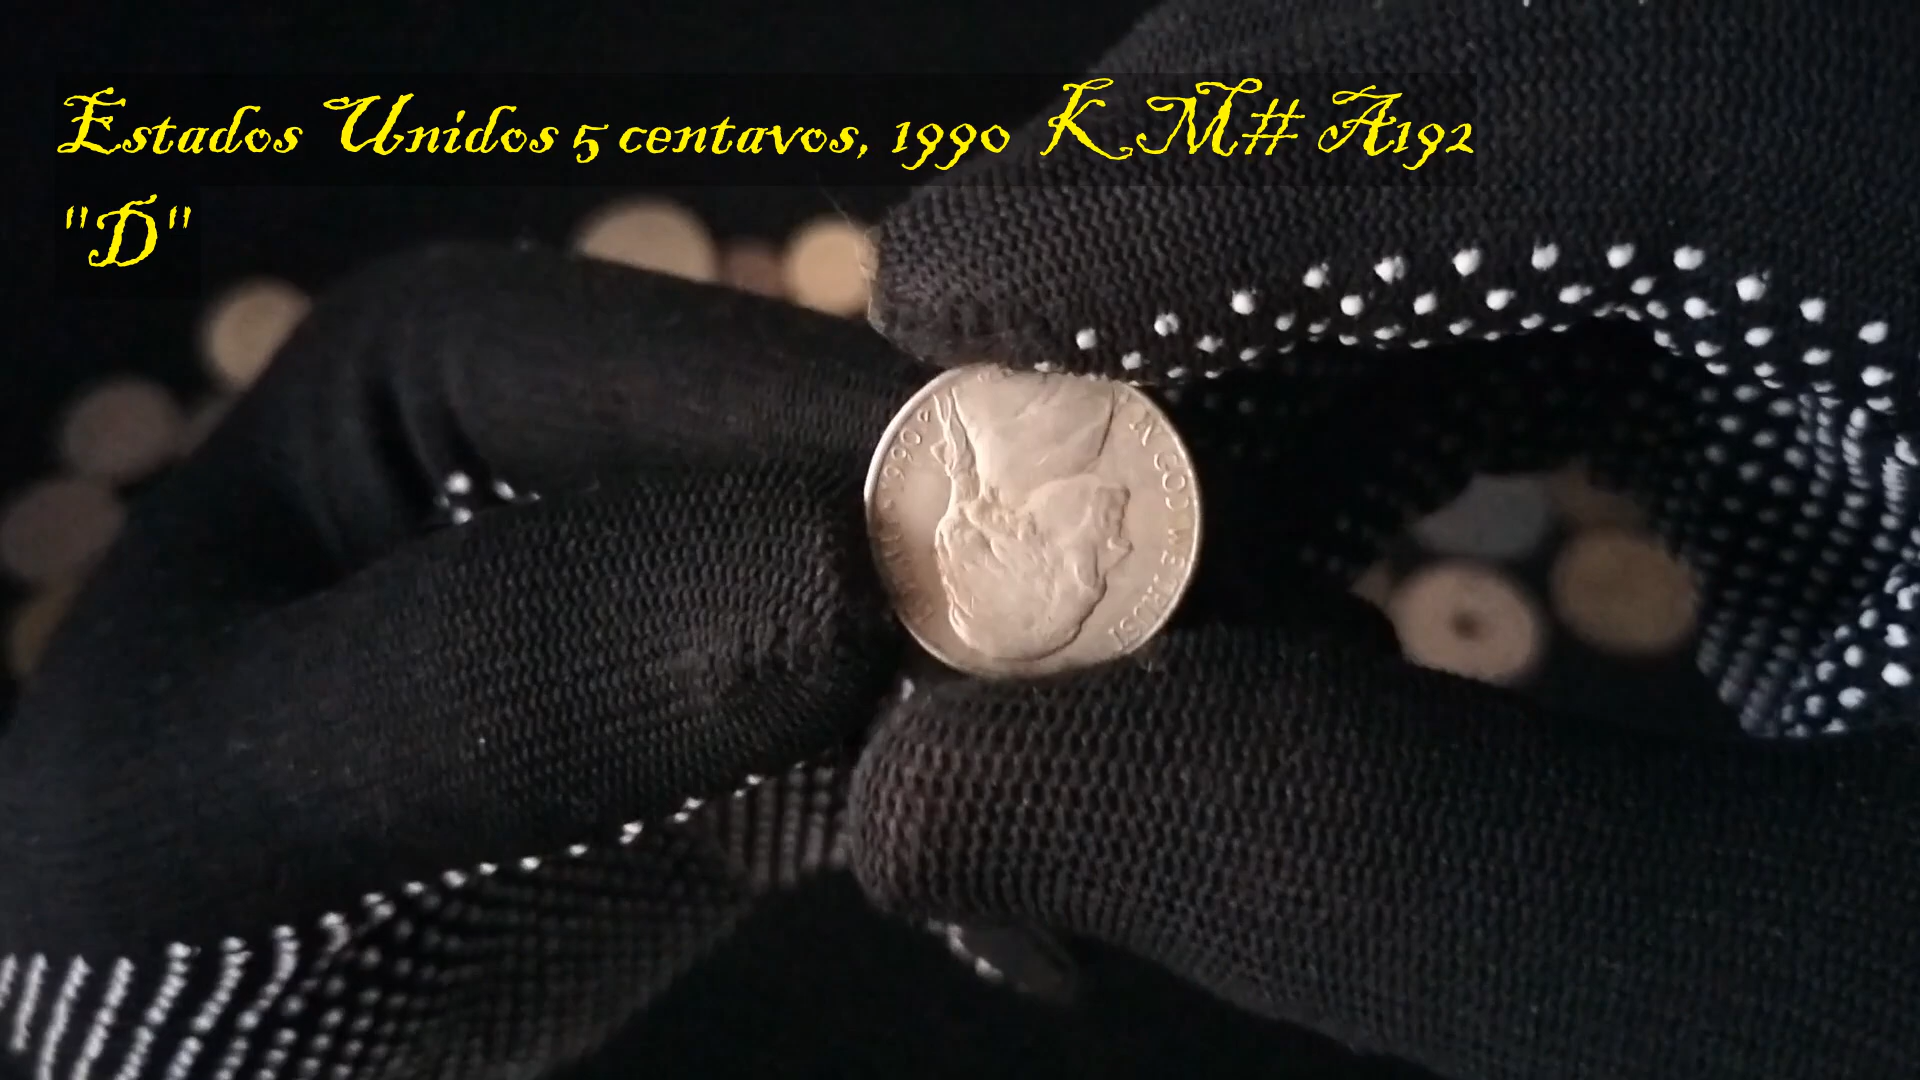 Estados Unidos 5 centavos, 1990 KM# A192
"D"
IN GOD WE TRUST
1990